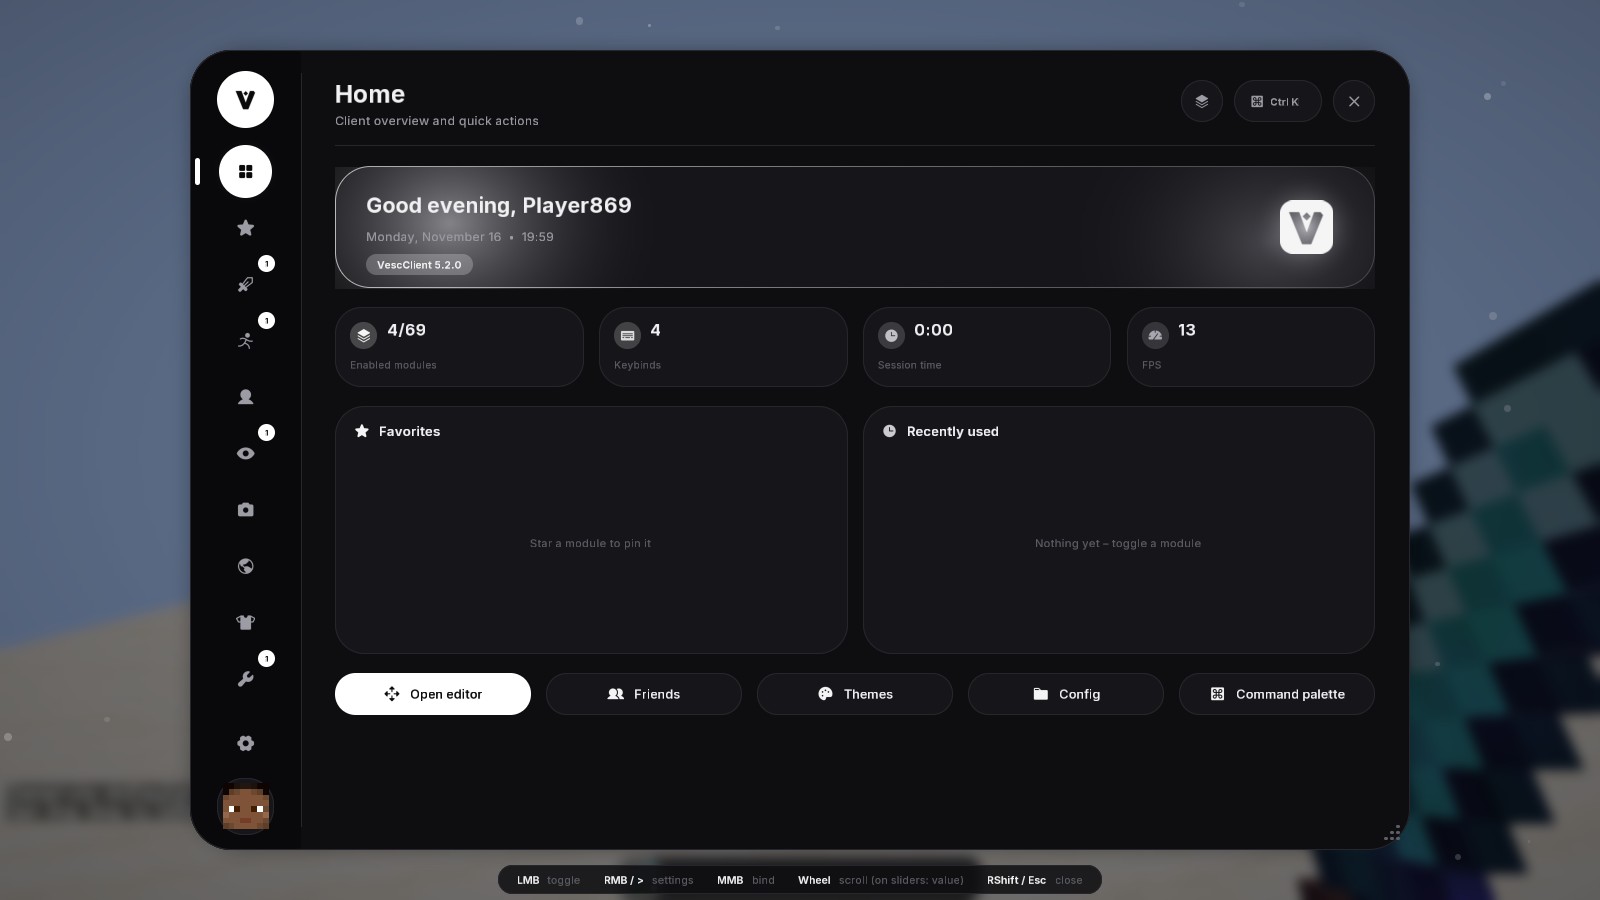 Home
Client overview and quick actions
Ctrl K
Good evening, Player869
Monday, November 16 • 19:59
VescClient 5.2.0
4/69
Enabled modules
4
Keybinds
0:00
Session time
13
FPS
1
1
1
1
Favorites
Star a module to pin it
Recently used
Nothing yet – toggle a module
Open editor
Friends
Themes
Config
Command palette
LMB toggle RMB / > settings MMB bind Wheel scroll (on sliders: value) RShift / Esc close